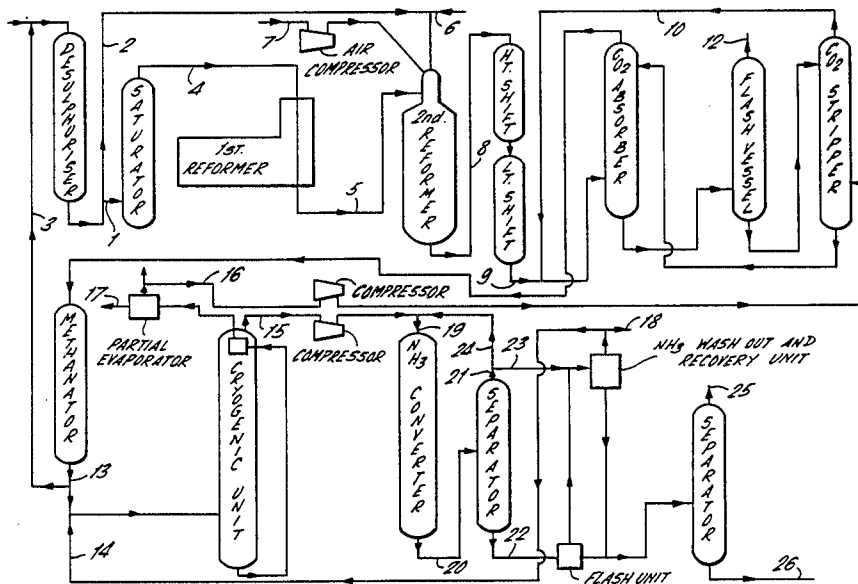 2
7
6
10
AIR
COMPRESSOR
4
12
DESULPHURISER
SATURATOR
1ST.
REFORMER
2nd.
REFORMER
H.T. SHIFT
L.T. SHIFT
8
CO2 ABSORBER
FLASH VESSEL
CO2 STRIPPER
3
1
5
9
16
17
COMPRESSOR
PARTIAL
EVAPORATOR
15
COMPRESSOR
19
24
23
21
18
NH3 WASH OUT AND
RECOVERY UNIT
METHANATOR
CRYOGENIC UNIT
NH3 CONVERTER
SEPARATOR
SEPARATOR
25
13
14
20
22
FLASH UNIT
26